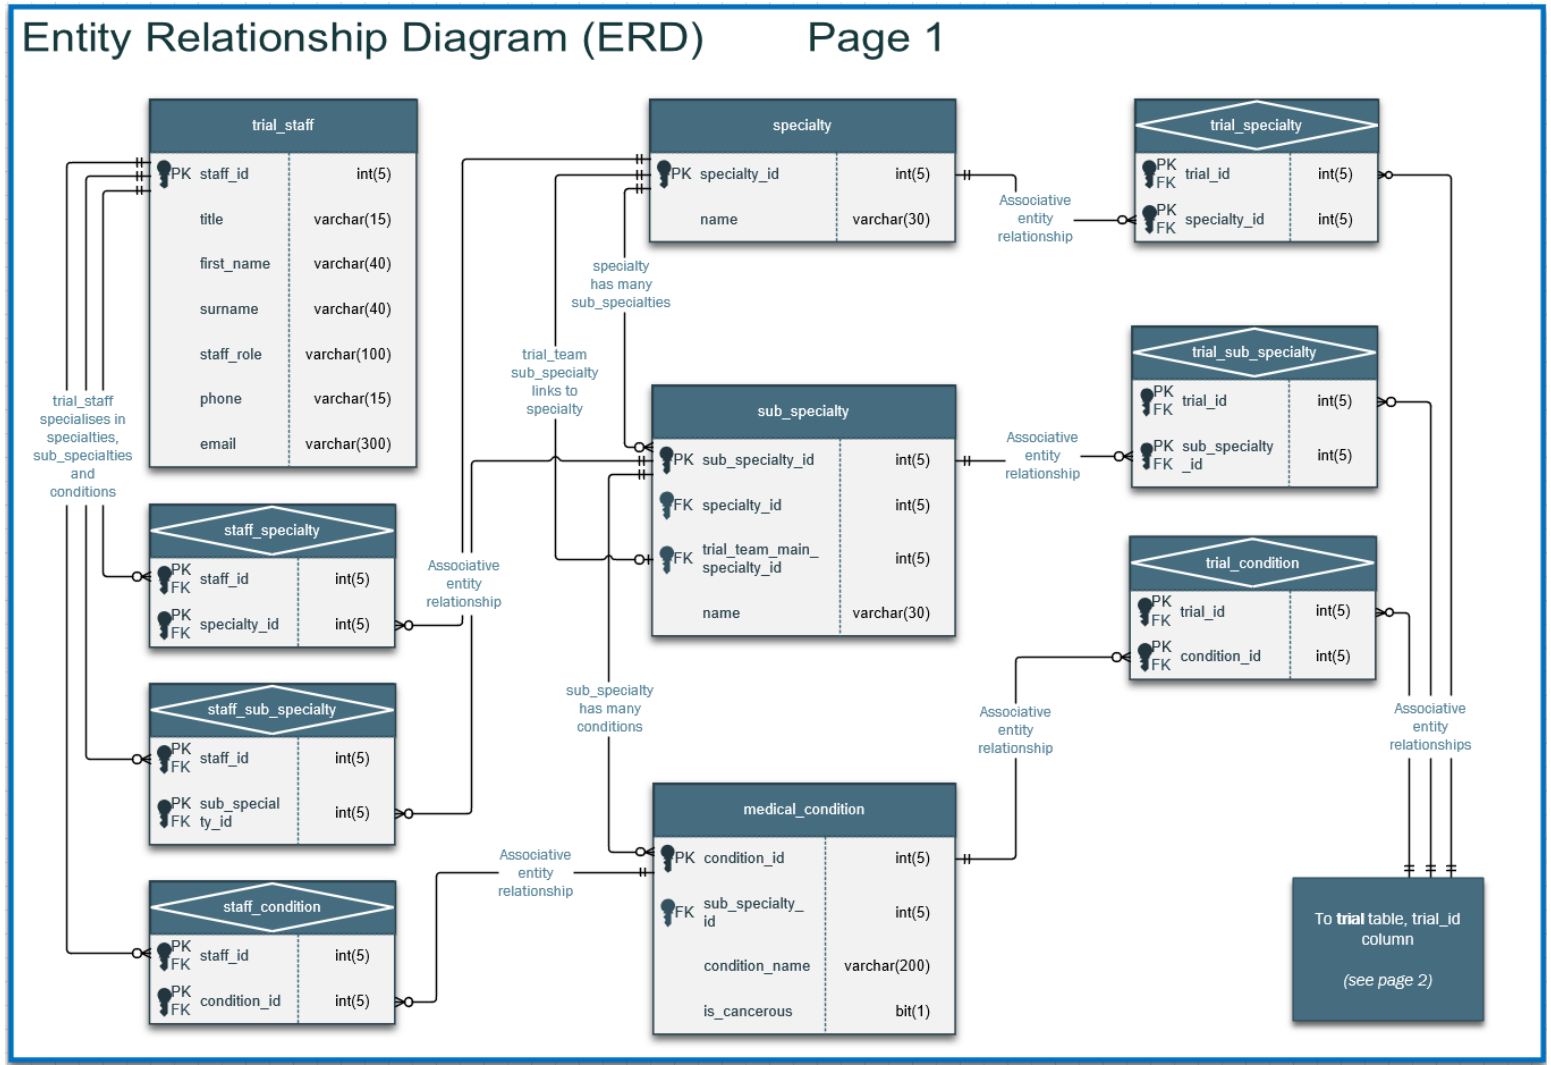 Entity Relationship Diagram (ERD) Page 1
trial_staff
PK staff_id int(5)
title varchar(15)
first_name varchar(40)
surname varchar(40)
staff_role varchar(100)
phone varchar(15)
email varchar(300)
trial_staff
specialises in
specialties,
sub_specialties
and
conditions
staff_specialty
PK
FK staff_id int(5)
PK
FK specialty_id int(5)
staff_sub_specialty
PK
FK staff_id int(5)
PK sub_special
FK ty_id int(5)
staff_condition
PK
FK staff_id int(5)
PK
FK condition_id int(5)
Associative
entity
relationship
Associative
entity
relationship
specialty
PK specialty_id int(5)
name varchar(30)
specialty
has many
sub_specialties
trial_team
sub_specialty
links to
specialty
sub_specialty
PK sub_specialty_id int(5)
FK specialty_id int(5)
FK trial_team_main_
specialty_id int(5)
name varchar(30)
sub_specialty
has many
conditions
medical_condition
PK condition_id int(5)
FK sub_specialty_
id int(5)
condition_name varchar(200)
is_cancerous bit(1)
Associative
entity
relationship
Associative
entity
relationship
Associative
entity
relationship
trial_specialty
PK
FK trial_id int(5)
PK
FK specialty_id int(5)
trial_sub_specialty
PK
FK trial_id int(5)
PK sub_specialty
FK _id int(5)
trial_condition
PK
FK trial_id int(5)
PK
FK condition_id int(5)
Associative
entity
relationships
To trial table, trial_id
column
(see page 2)